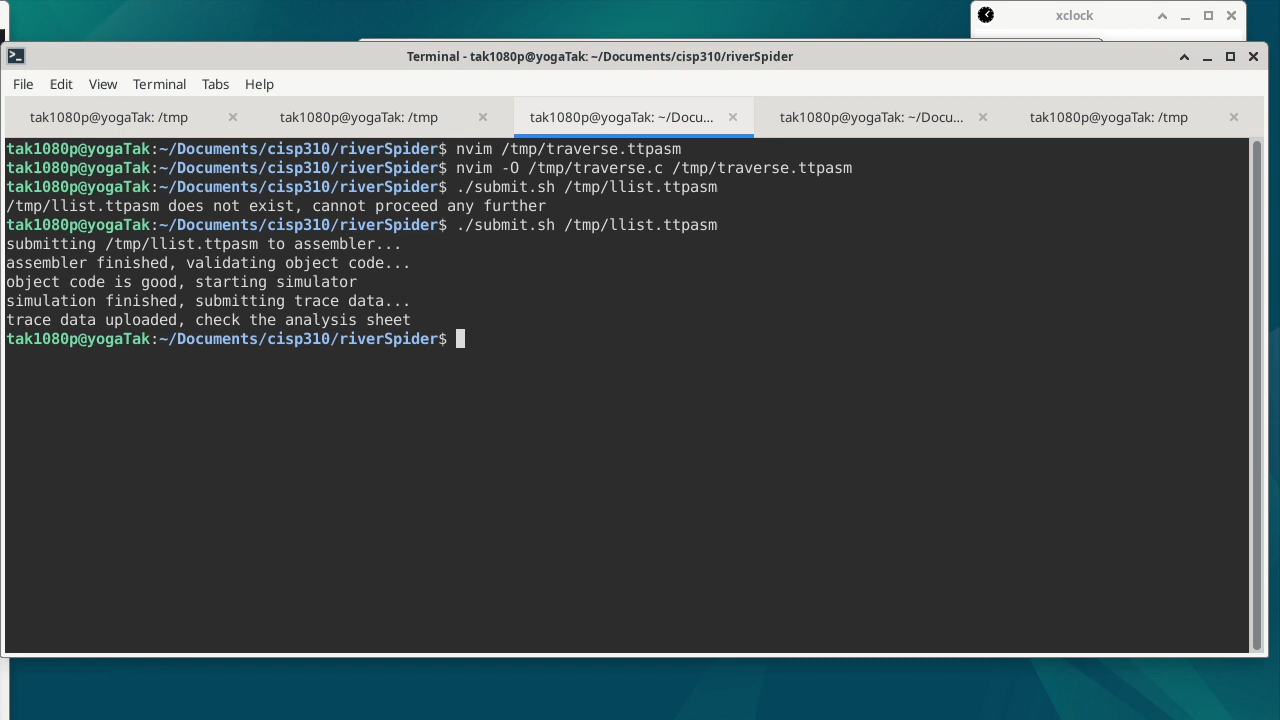 xclock
Terminal - tak1080p@yogaTak: ~/Documents/cisp310/riverSpider
File Edit View Terminal Tabs Help
tak1080p@yogaTak: /tmp
tak1080p@yogaTak: /tmp
tak1080p@yogaTak: ~/Docu...
tak1080p@yogaTak: ~/Docu...
tak1080p@yogaTak: /tmp
tak1080p@yogaTak:~/Documents/cisp310/riverSpider$ nvim /tmp/traverse.ttpasm
tak1080p@yogaTak:~/Documents/cisp310/riverSpider$ nvim -O /tmp/traverse.c /tmp/traverse.ttpasm
tak1080p@yogaTak:~/Documents/cisp310/riverSpider$ ./submit.sh /tmp/llist.ttpasm
/tmp/llist.ttpasm does not exist, cannot proceed any further
tak1080p@yogaTak:~/Documents/cisp310/riverSpider$ ./submit.sh /tmp/llist.ttpasm
submitting /tmp/llist.ttpasm to assembler...
assembler finished, validating object code...
object code is good, starting simulator
simulation finished, submitting trace data...
trace data uploaded, check the analysis sheet
tak1080p@yogaTak:~/Documents/cisp310/riverSpider$